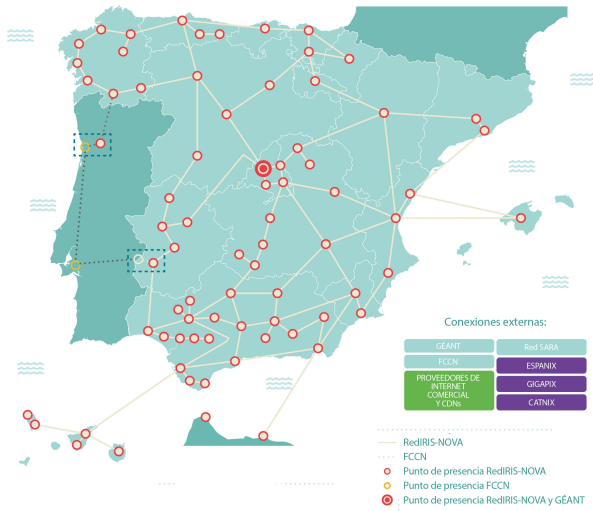 Conexiones externas:
GÉANT
Red SARA
FCCN
ESPANIX
PROVEEDORES DE
INTERNET
COMERCIAL
Y CDNs
GIGAPIX
CATNIX
RedIRIS-NOVA
FCCN
Punto de presencia RedIRIS-NOVA
Punto de presencia FCCN
Punto de presencia RedIRIS-NOVA y GÉANT